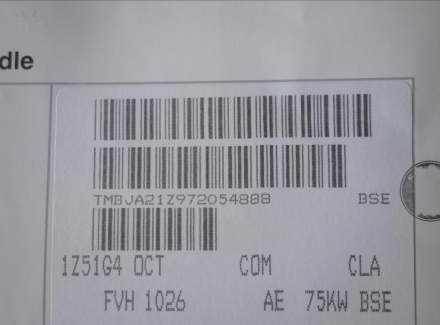 dle
TMBJA21Z972054888 BSE
1Z51G4 OCT COM CLA
FVH 1026 AE 75KW BSE